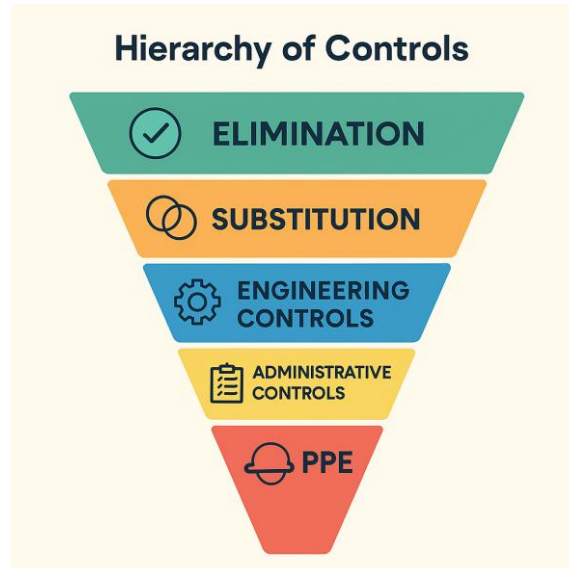 Hierarchy of Controls
ELIMINATION
SUBSTITUTION
ENGINEERING
CONTROLS
ADMINISTRATIVE
CONTROLS
PPE